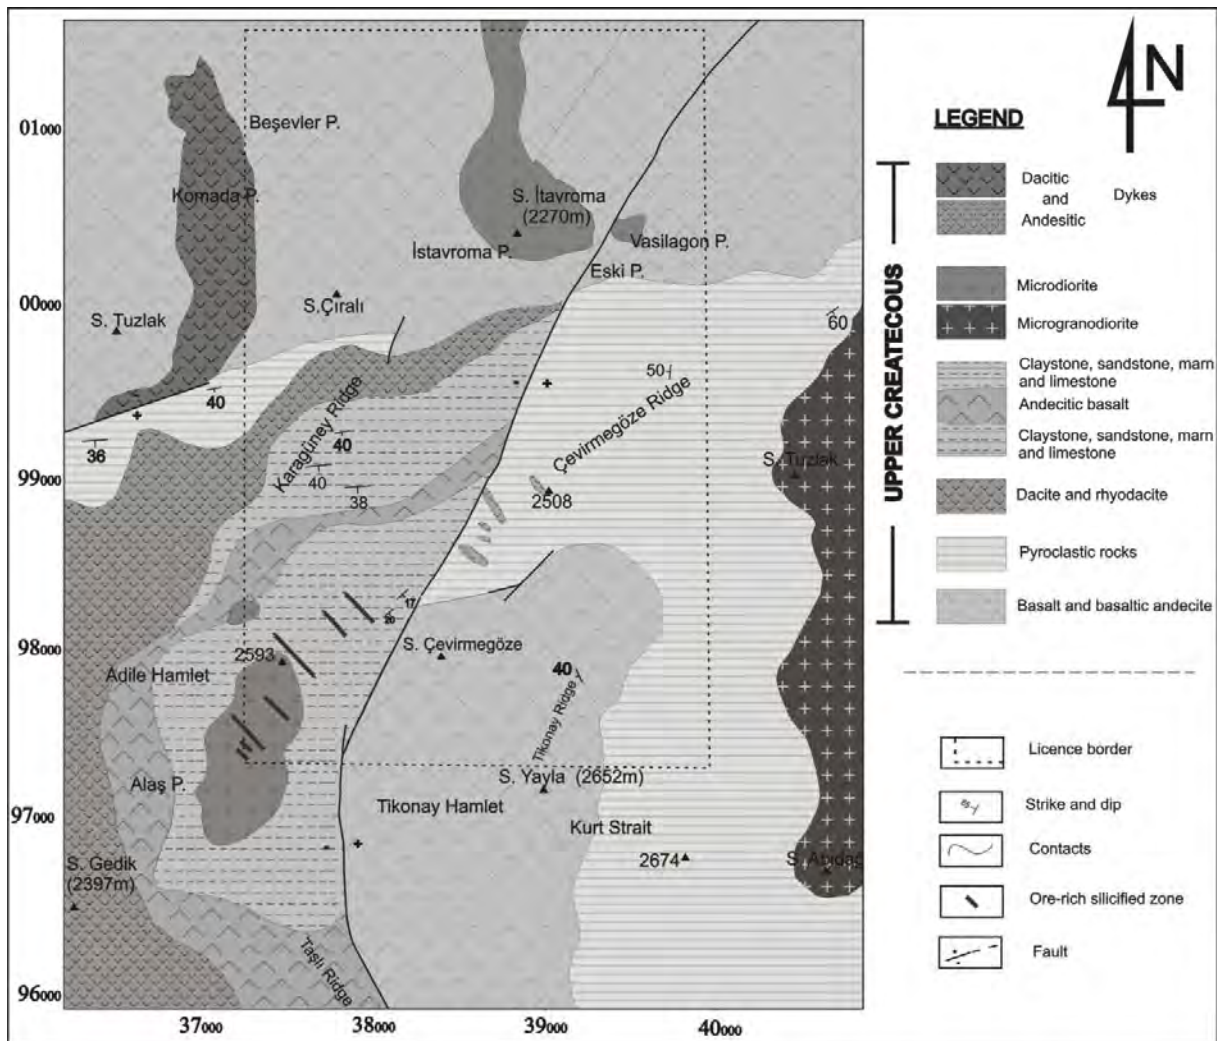 N
LEGEND
UPPER CREATECOUS
Dacitic
and
Andesitic
Dykes
Microdiorite
Microgranodiorite
Claystone, sandstone, marn
and limestone
Andecitic basalt
Claystone, sandstone, marn
and limestone
Dacite and rhyodacite
Pyroclastic rocks
Basalt and basaltic andecite
Licence border
Strike and dip
Contacts
Ore-rich silicified zone
Fault
01000
00000
99000
98000
97000
96000
37000
38000
39000
40000
Beşevler P.
Komada P.
S. İtavroma
(2270m)
Vasilagon P.
İstavroma P.
Eski P.
S.Çıralı
S. Tuzlak
60
50
40
Karagüney Ridge
Çevirmegöze Ridge
36
40
40
38
S. Tuzlak
2508
17
20
S. Çevirmegöze
2593
Adile Hamlet
40
Tikonay Ridge
S. Yayla (2652m)
Alaş P.
Tikonay Hamlet
Kurt Strait
2674
S. Gedik
(2397m)
Taşlı Ridge